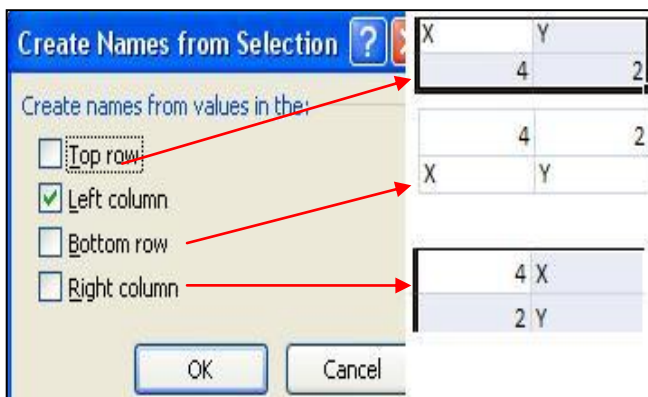 Create Names from Selection ?
Create names from values in the:
Top row
Left column
Bottom row
Right column
OK Cancel
X Y
4 2
4 2
X Y
4 X
2 Y